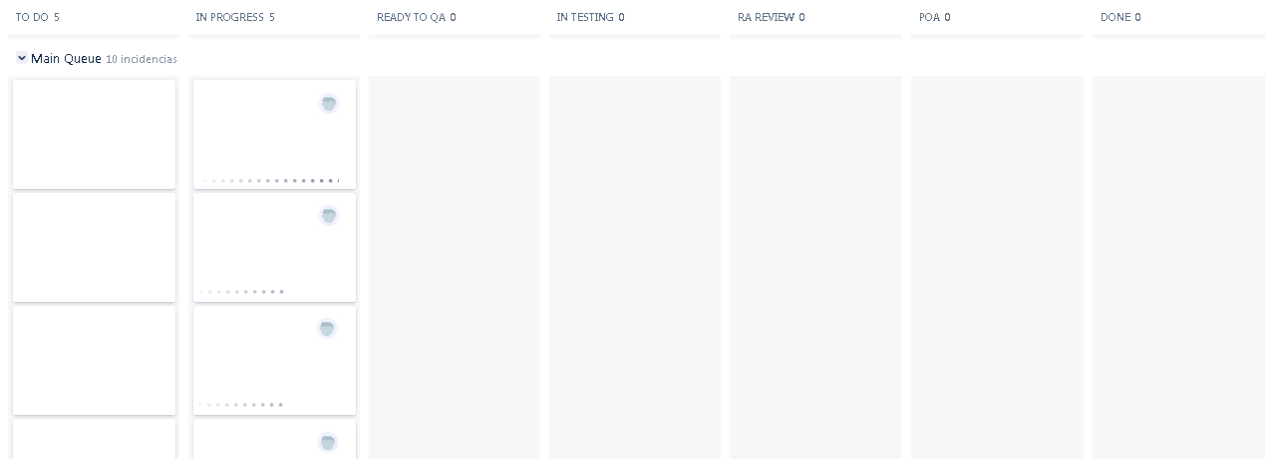 TO DO 5
IN PROGRESS 5
READY TO QA 0
IN TESTING 0
RA REVIEW 0
POA 0
DONE 0
Main Queue 10 incidencias